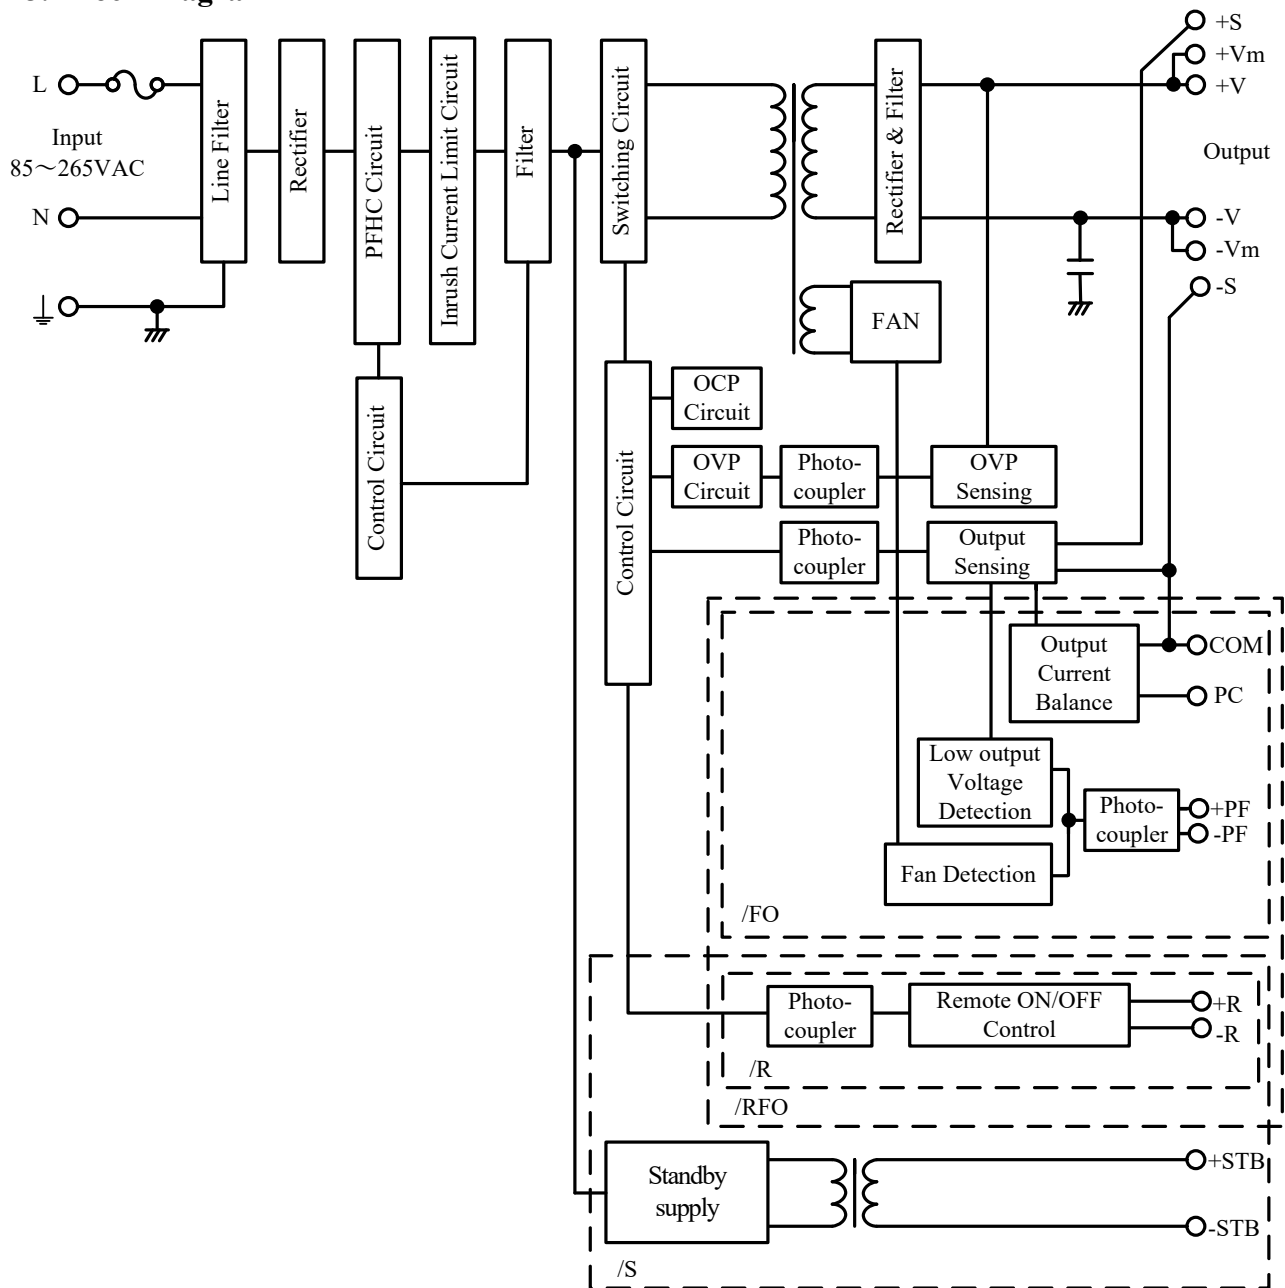 +S
+Vm
L
+V
Input
85～265VAC
Output
N
-V
-Vm
-S
Line Filter
Rectifier
PFHC Circuit
Inrush Current Limit Circuit
Filter
Switching Circuit
Rectifier & Filter
FAN
Control Circuit
Control Circuit
OCP
Circuit
OVP
Circuit
Photo-
coupler
OVP
Sensing
Photo-
coupler
Output
Sensing
Output
Current
Balance
COM
PC
Low output
Voltage
Detection
Photo-
coupler
+PF
-PF
Fan Detection
/FO
Photo-
coupler
Remote ON/OFF
Control
+R
-R
/R
/RFO
Standby
supply
+STB
-STB
/S